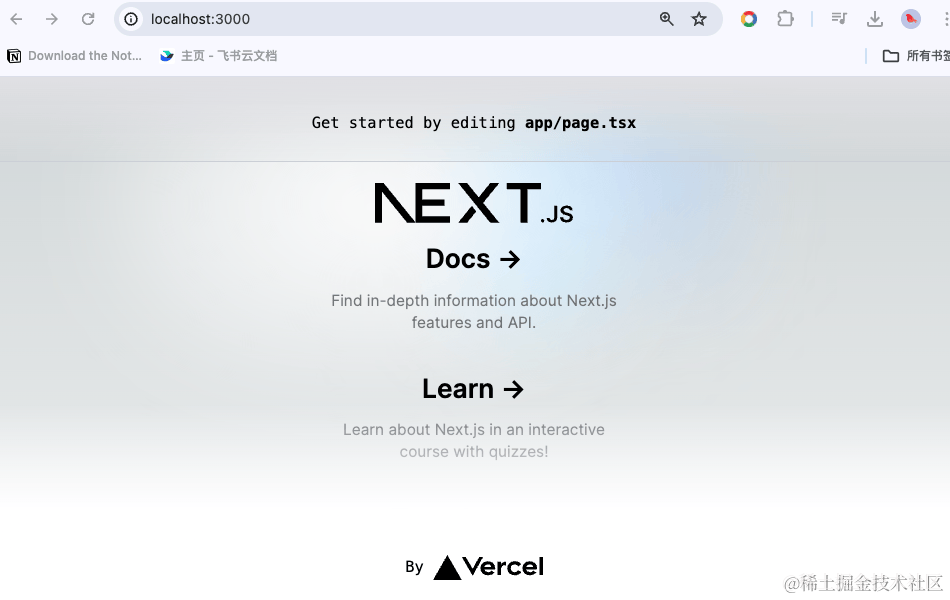 localhost:3000
Download the Not...
主页 - 飞书云文档
所有书签
Get started by editing app/page.tsx
NEXT.JS
Docs →
Find in-depth information about Next.js
features and API.
Learn →
Learn about Next.js in an interactive
course with quizzes!
By Vercel
@稀土掘金技术社区